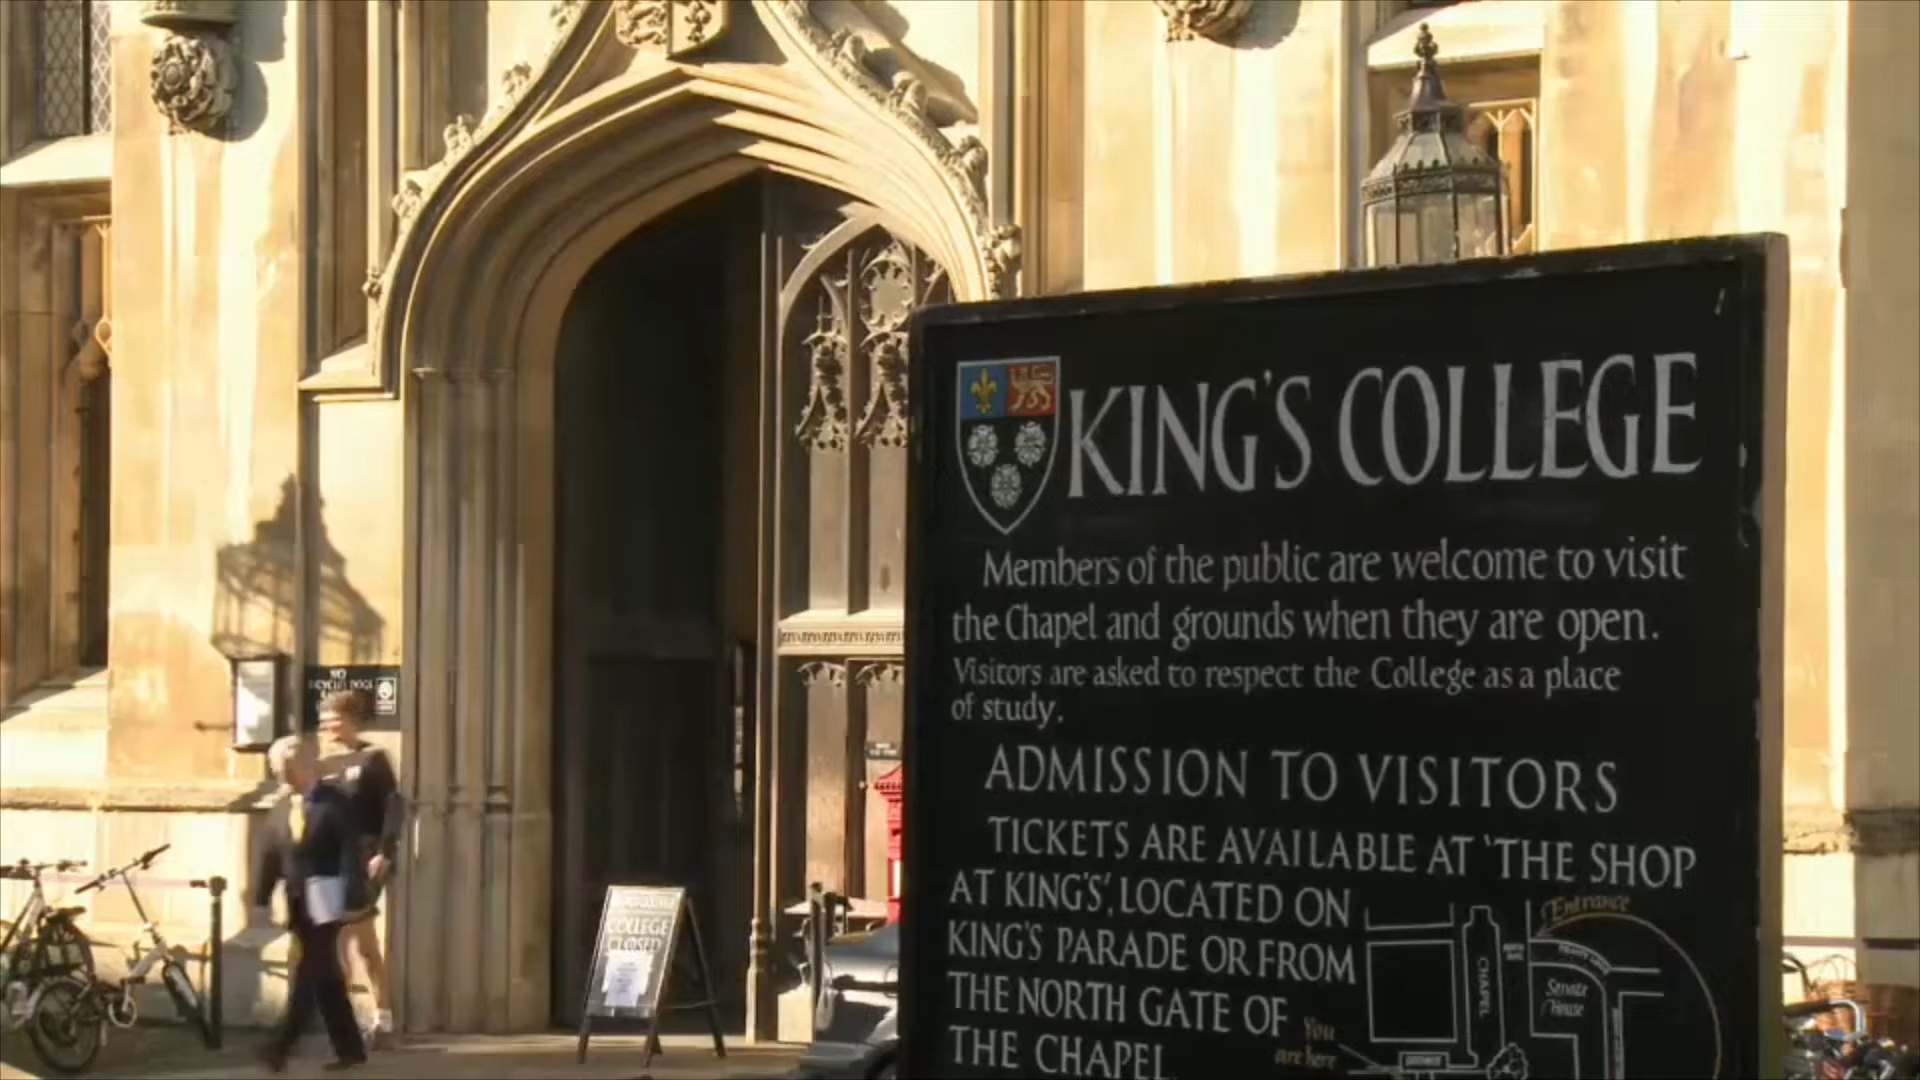 KING'S COLLEGE
Members of the public are welcome to visit
the Chapel and grounds when they are open.
Visitors are asked to respect the College as a place
of study.
ADMISSION TO VISITORS
TICKETS ARE AVAILABLE AT 'THE SHOP
AT KING'S', LOCATED ON
KING'S PARADE OR FROM
THE NORTH GATE OF
THE CHAPEL.
Entrance
CHAPEL
Senate
House
You
are here
NO
COLLEGE
CLOSED